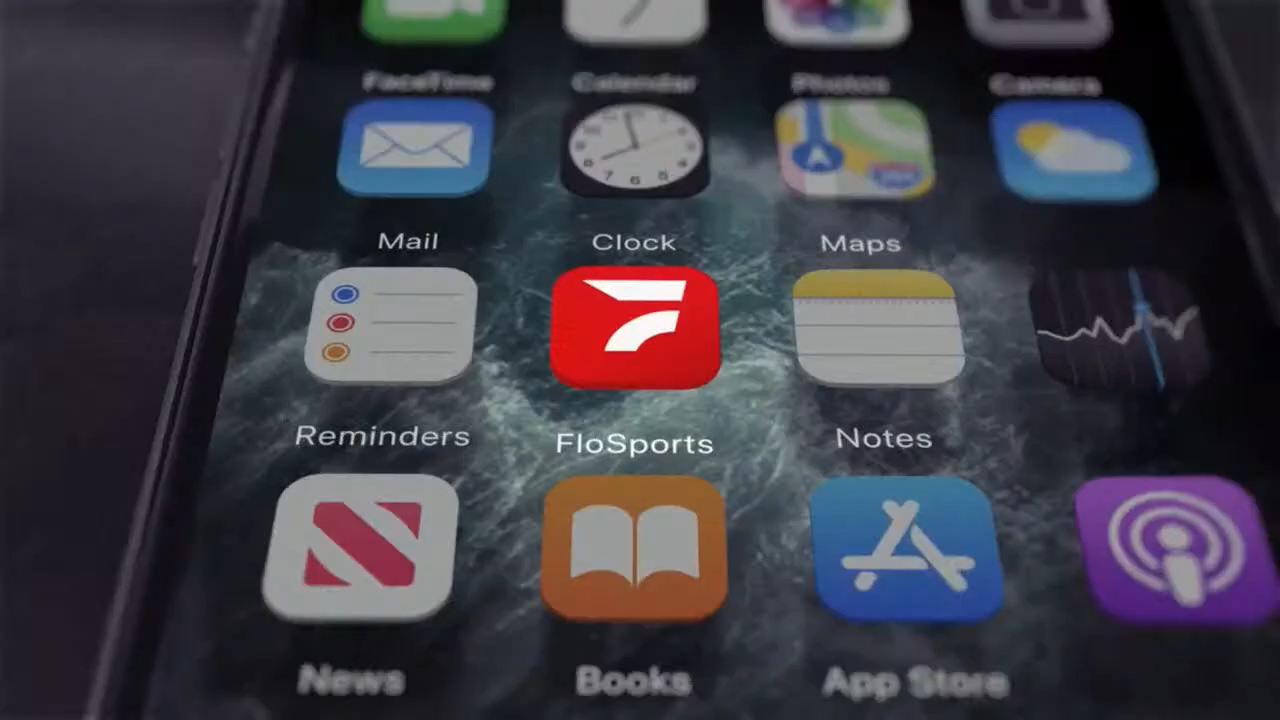 FaceTime Calendar Photos Camera
Mail Clock Maps
Reminders FloSports Notes
News Books App Store